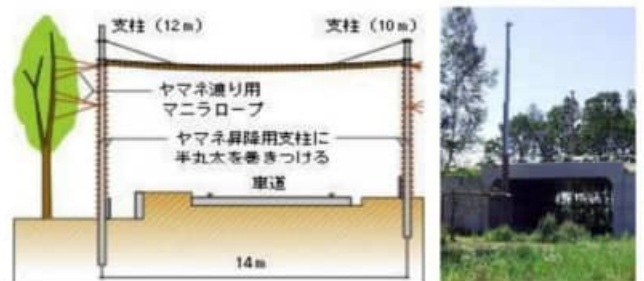 支柱（12m）
支柱（10m）
ヤマネ渡り用
マニラロープ
ヤマネ昇降用支柱に
半丸太を巻きつける
車道
14m